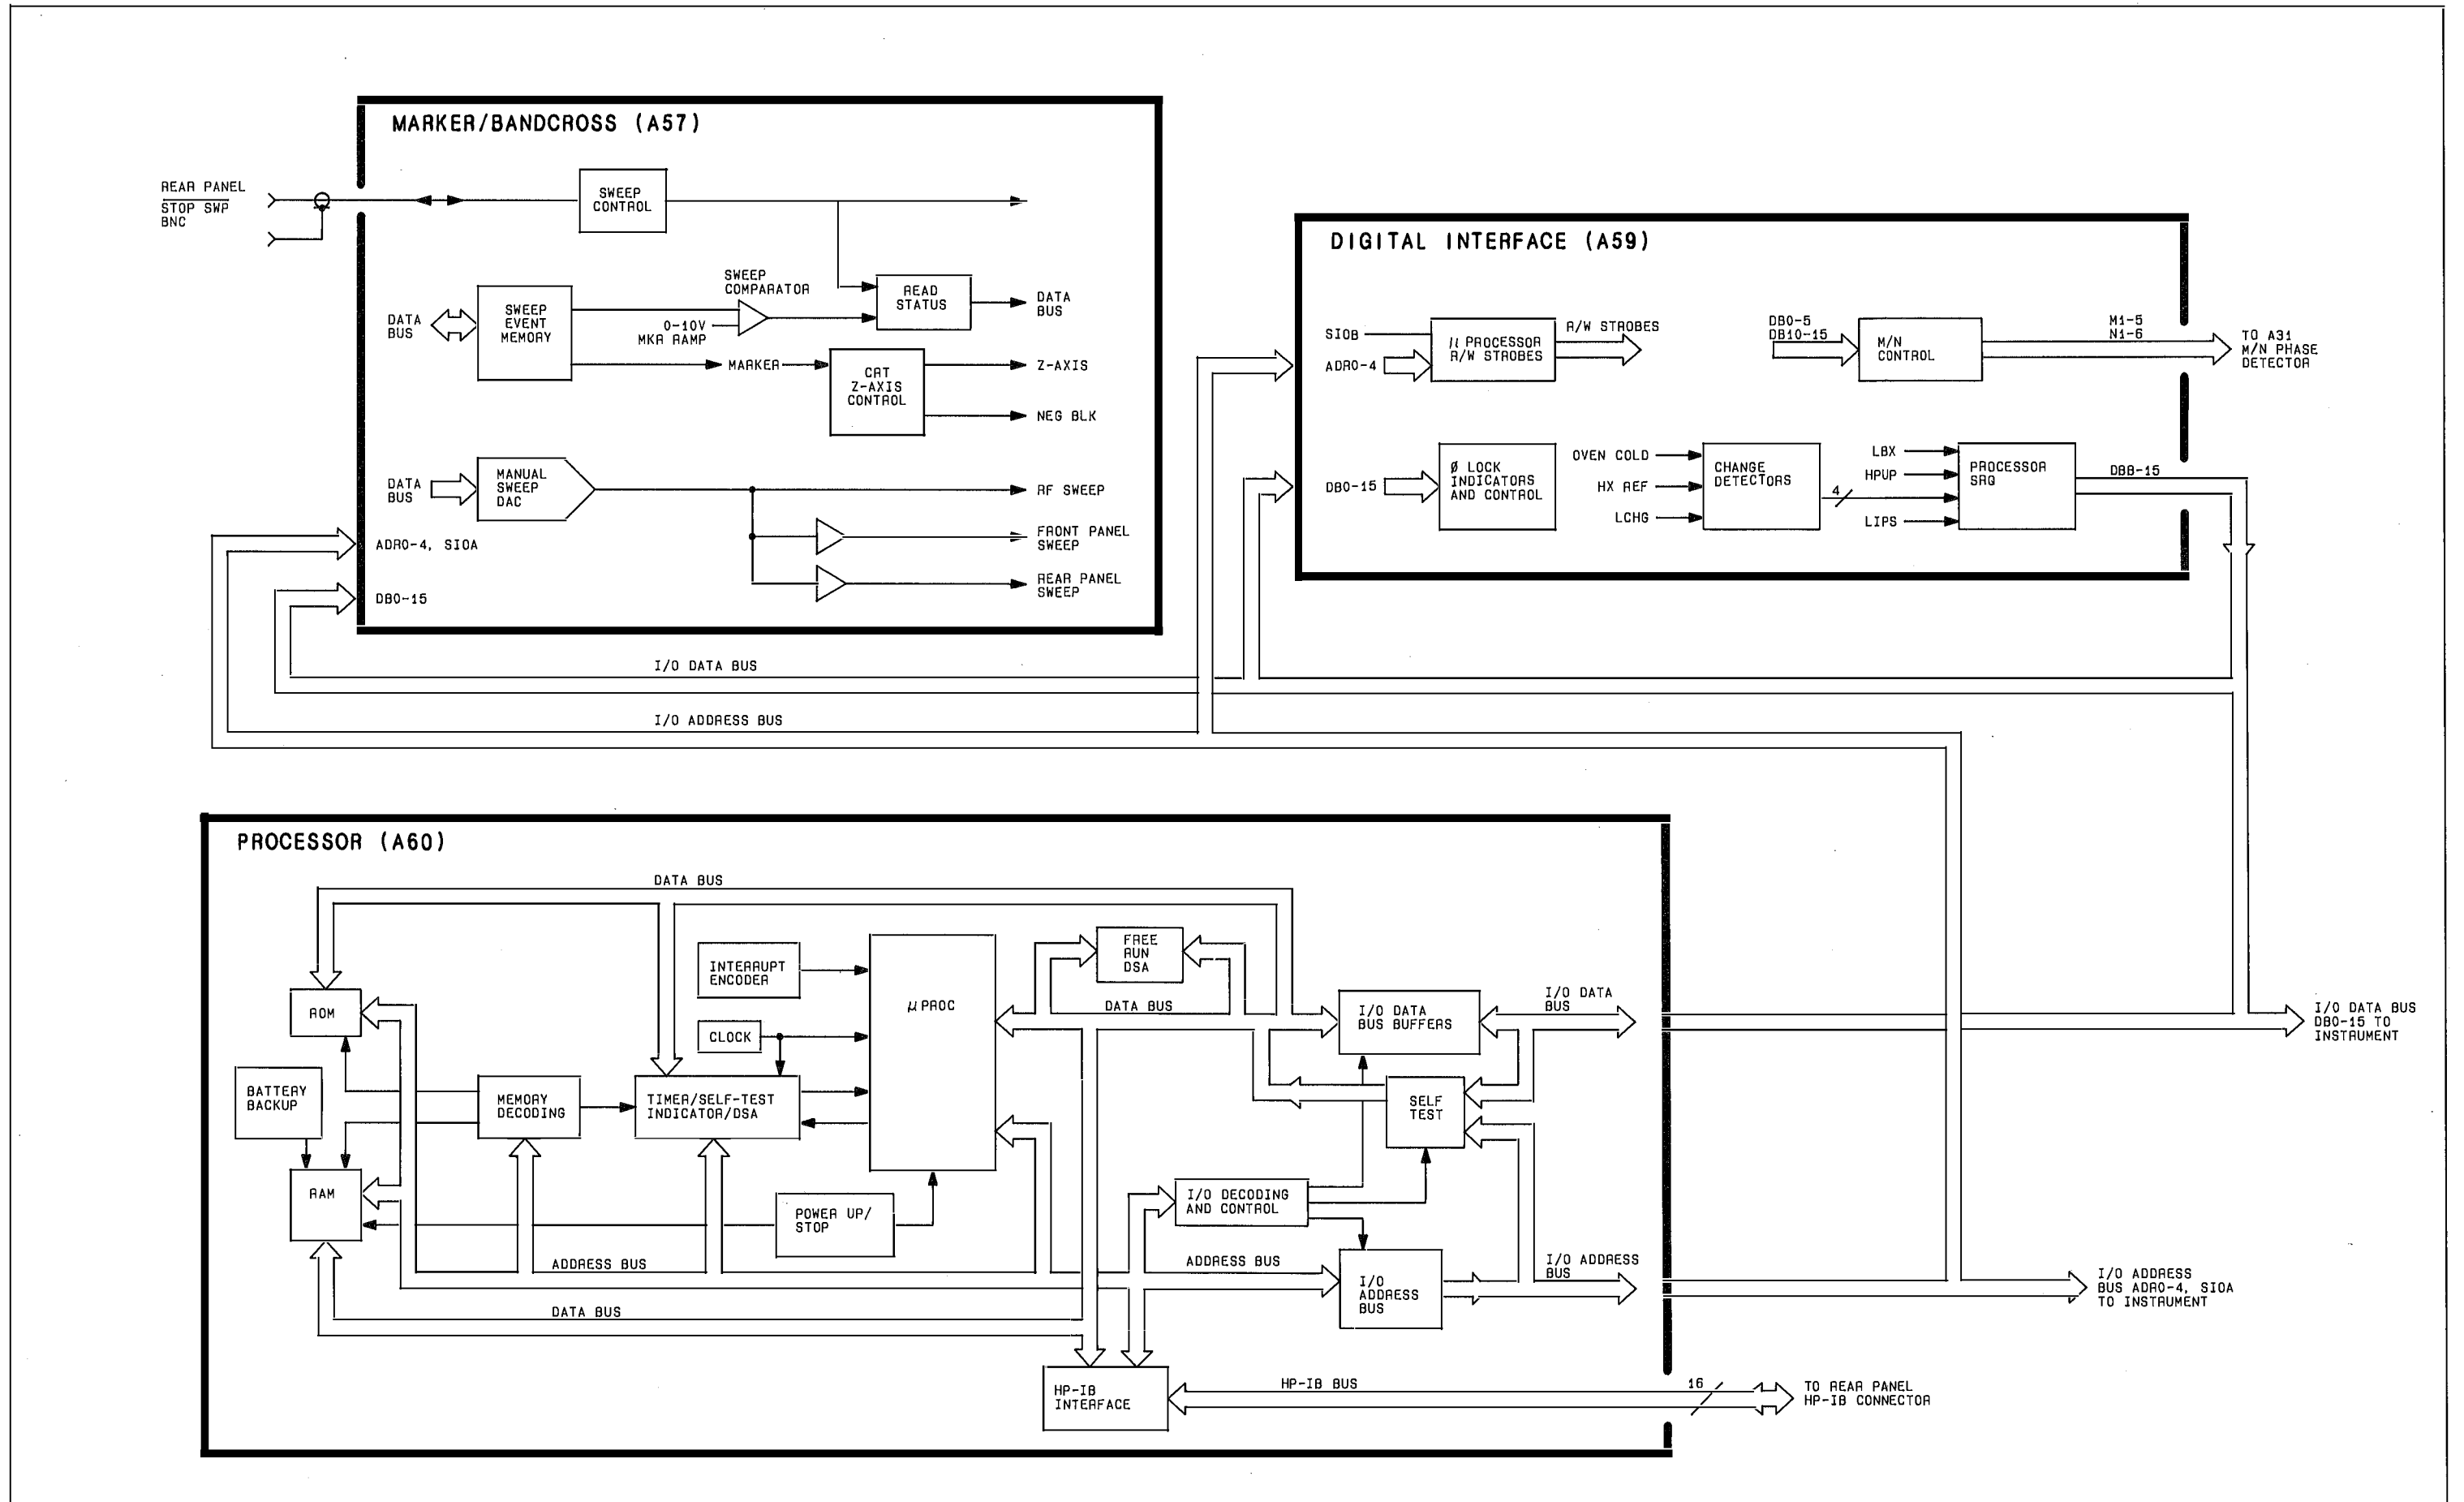 MARKER/BANDCROSS (A57)
REAR PANEL
STOP SWP
BNC
SWEEP
CONTROL
DATA
BUS
SWEEP
EVENT
MEMORY
SWEEP
COMPARATOR
0-10V
MKR RAMP
READ
STATUS
DATA
BUS
MARKER
CRT
Z-AXIS
CONTROL
Z-AXIS
NEG BLK
DATA
BUS
MANUAL
SWEEP
DAC
RF SWEEP
FRONT PANEL
SWEEP
REAR PANEL
SWEEP
ADR0-4, SIOA
DB0-15
DIGITAL INTERFACE (A59)
SIOB
ADR0-4
μ PROCESSOR
R/W STROBES
R/W STROBES
DB0-5
DB10-15
M/N
CONTROL
M1-5
N1-6
TO A31
M/N PHASE
DETECTOR
DB0-15
Ø LOCK
INDICATORS
AND CONTROL
OVEN COLD
HX REF
LCHG
CHANGE
DETECTORS
4
LBX
HPUP
LIPS
PROCESSOR
SRQ
DB8-15
I/O DATA BUS
I/O ADDRESS BUS
PROCESSOR (A60)
DATA BUS
ROM
BATTERY
BACKUP
RAM
MEMORY
DECODING
INTERRUPT
ENCODER
CLOCK
TIMER/SELF-TEST
INDICATOR/DSA
μPROC
POWER UP/
STOP
FREE
RUN
DSA
DATA BUS
I/O DATA
BUS BUFFERS
I/O DATA
BUS
SELF
TEST
I/O DECODING
AND CONTROL
ADDRESS BUS
ADDRESS BUS
I/O
ADDRESS
BUS
I/O ADDRESS
BUS
DATA BUS
HP-IB
INTERFACE
HP-IB BUS
16
TO REAR PANEL
HP-IB CONNECTOR
I/O DATA BUS
DB0-15 TO
INSTRUMENT
I/O ADDRESS
BUS ADR0-4, SIOA
TO INSTRUMENT